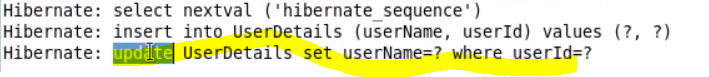 Hibernate: select nextval ('hibernate_sequence')
Hibernate: insert into UserDetails (userName, userId) values (?, ?)
Hibernate: update UserDetails set userName=? where userId=?